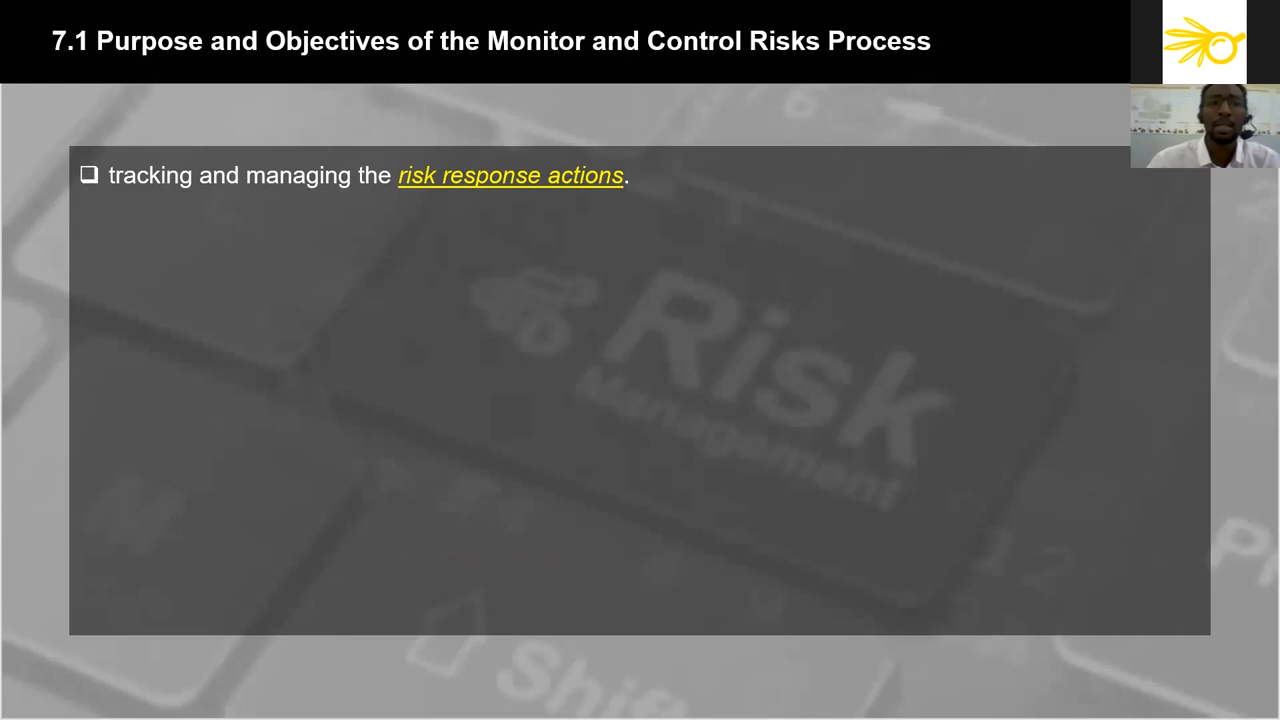 7.1 Purpose and Objectives of the Monitor and Control Risks Process
❑ tracking and managing the risk response actions.
Risk
Management
M
12
Shift